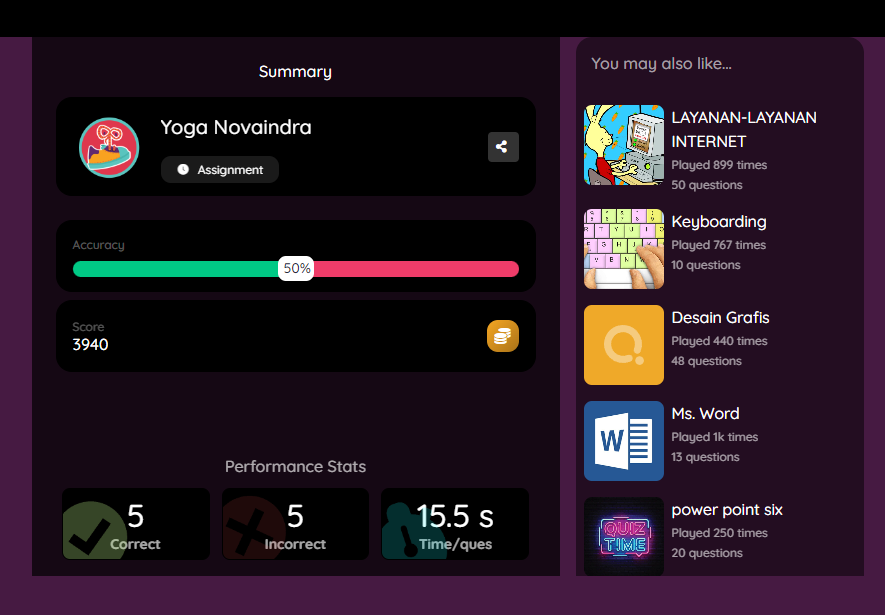 Summary
Yoga Novaindra
Assignment
Accuracy
50%
Score
3940
Performance Stats
5
Correct
5
Incorrect
15.5 s
Time/ques
You may also like...
LAYANAN-LAYANAN
INTERNET
Played 899 times
50 questions
Keyboarding
Played 767 times
10 questions
Desain Grafis
Played 440 times
48 questions
W
Ms. Word
Played 1k times
13 questions
QUIZ
TIME
power point six
Played 250 times
20 questions